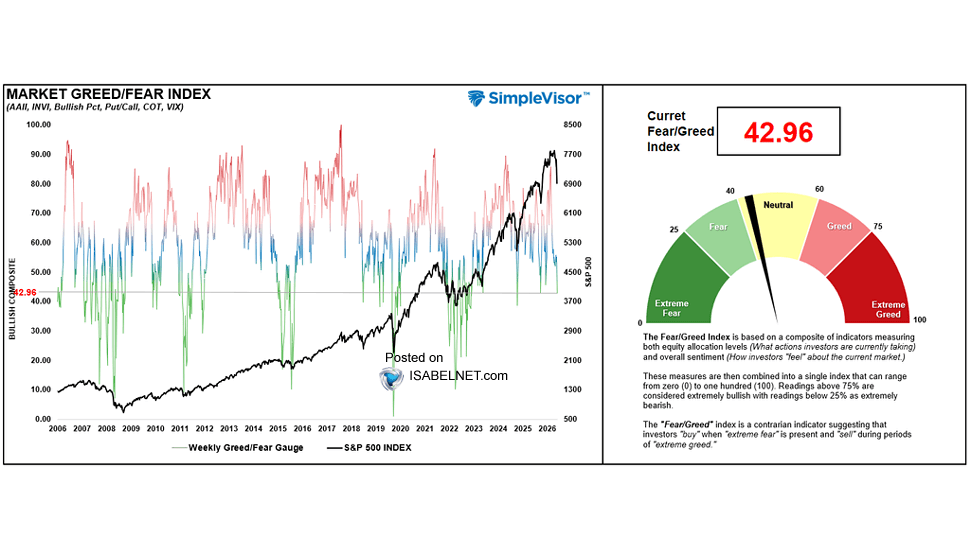 MARKET GREED/FEAR INDEX
(AAII, INVI, Bullish Pct, Put/Call, COT, VIX)
SimpleVisor™
100.00
90.00
80.00
70.00
60.00
50.00
42.96
40.00
30.00
20.00
10.00
0.00
BULLISH COMPOSITE
8500
7700
6900
6100
5300
4500
3700
2900
2100
1300
500
S&P 500
Posted on
ISABELNET.com
2006 2007 2008 2009 2010 2011 2012 2013 2014 2015 2016 2017 2018 2019 2020 2021 2022 2023 2024 2025 2026
Weekly Greed/Fear Gauge S&P 500 INDEX
Curret
Fear/Greed
Index
42.96
0
25
40
60
75
100
Extreme
Fear
Fear
Neutral
Greed
Extreme
Greed
The Fear/Greed Index is based on a composite of indicators measuring
both equity allocation levels (What actions investors are currently taking)
and overall sentiment (How investors "feel" about the current market.)
These measures are then combined into a single index that can range
from zero (0) to one hundred (100). Readings above 75% are
considered extremely bullish with readings below 25% as extremely
bearish.
The "Fear/Greed" index is a contrarian indicator suggesting that
investors "buy" when "extreme fear" is present and "sell" during periods
of "extreme greed."